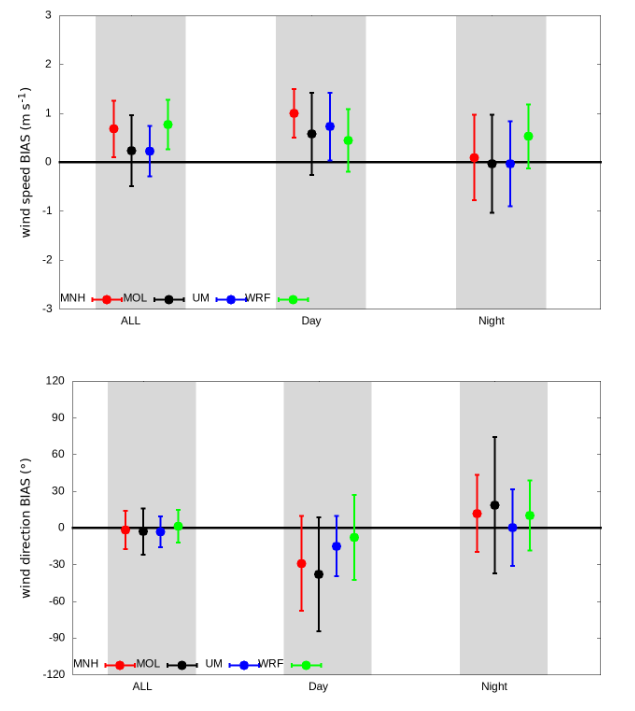 3
2
1
0
-1
-2
-3
wind speed BIAS (m s⁻¹)
MNH MOL UM WRF
ALL Day Night
120
90
60
30
0
-30
-60
-90
-120
wind direction BIAS (°)
MNH MOL UM WRF
ALL Day Night